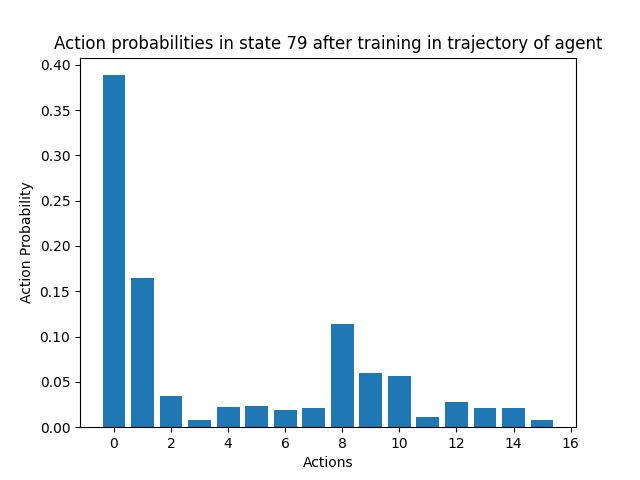 Action probabilities in state 79 after training in trajectory of agent
0.40
0.35
0.30
0.25
0.20
0.15
0.10
0.05
0.00
Action Probability
0 2 4 6 8 10 12 14 16
Actions